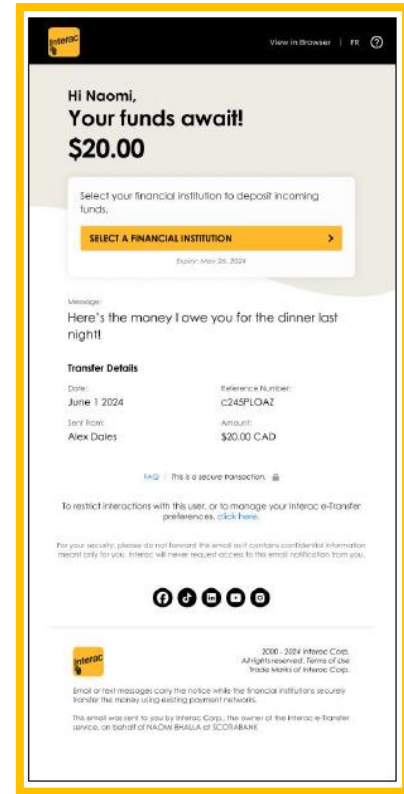 Interac
View in Browser | FR ?
Hi Naomi,
Your funds await!
$20.00
Select your financial institution to deposit incoming
funds.
SELECT A FINANCIAL INSTITUTION >
Expiry: May 26, 2024
Message:
Here's the money I owe you for the dinner last
night!
Transfer Details
Date: Reference Number:
June 1 2024 c245PLOAZ
Sent From: Amount:
Alex Dales $20.00 CAD
FAQ | This is a secure transaction.
To restrict interactions with this user, or to manage your Interac e-Transfer
preferences, click here.
For your security, please do not forward this email as it contains confidential information
meant only for you. Interac will never request access to this email notification from you.
Interac
2000 - 2024 Interac Corp.
All rights reserved. Terms of Use
Trade Marks of Interac Corp.
Email or text messages carry the notice while the financial institutions securely
transfer the money using existing payment networks.
This email was sent to you by Interac Corp., the owner of the Interac e-Transfer
service, on behalf of NAOMI BHALLA at